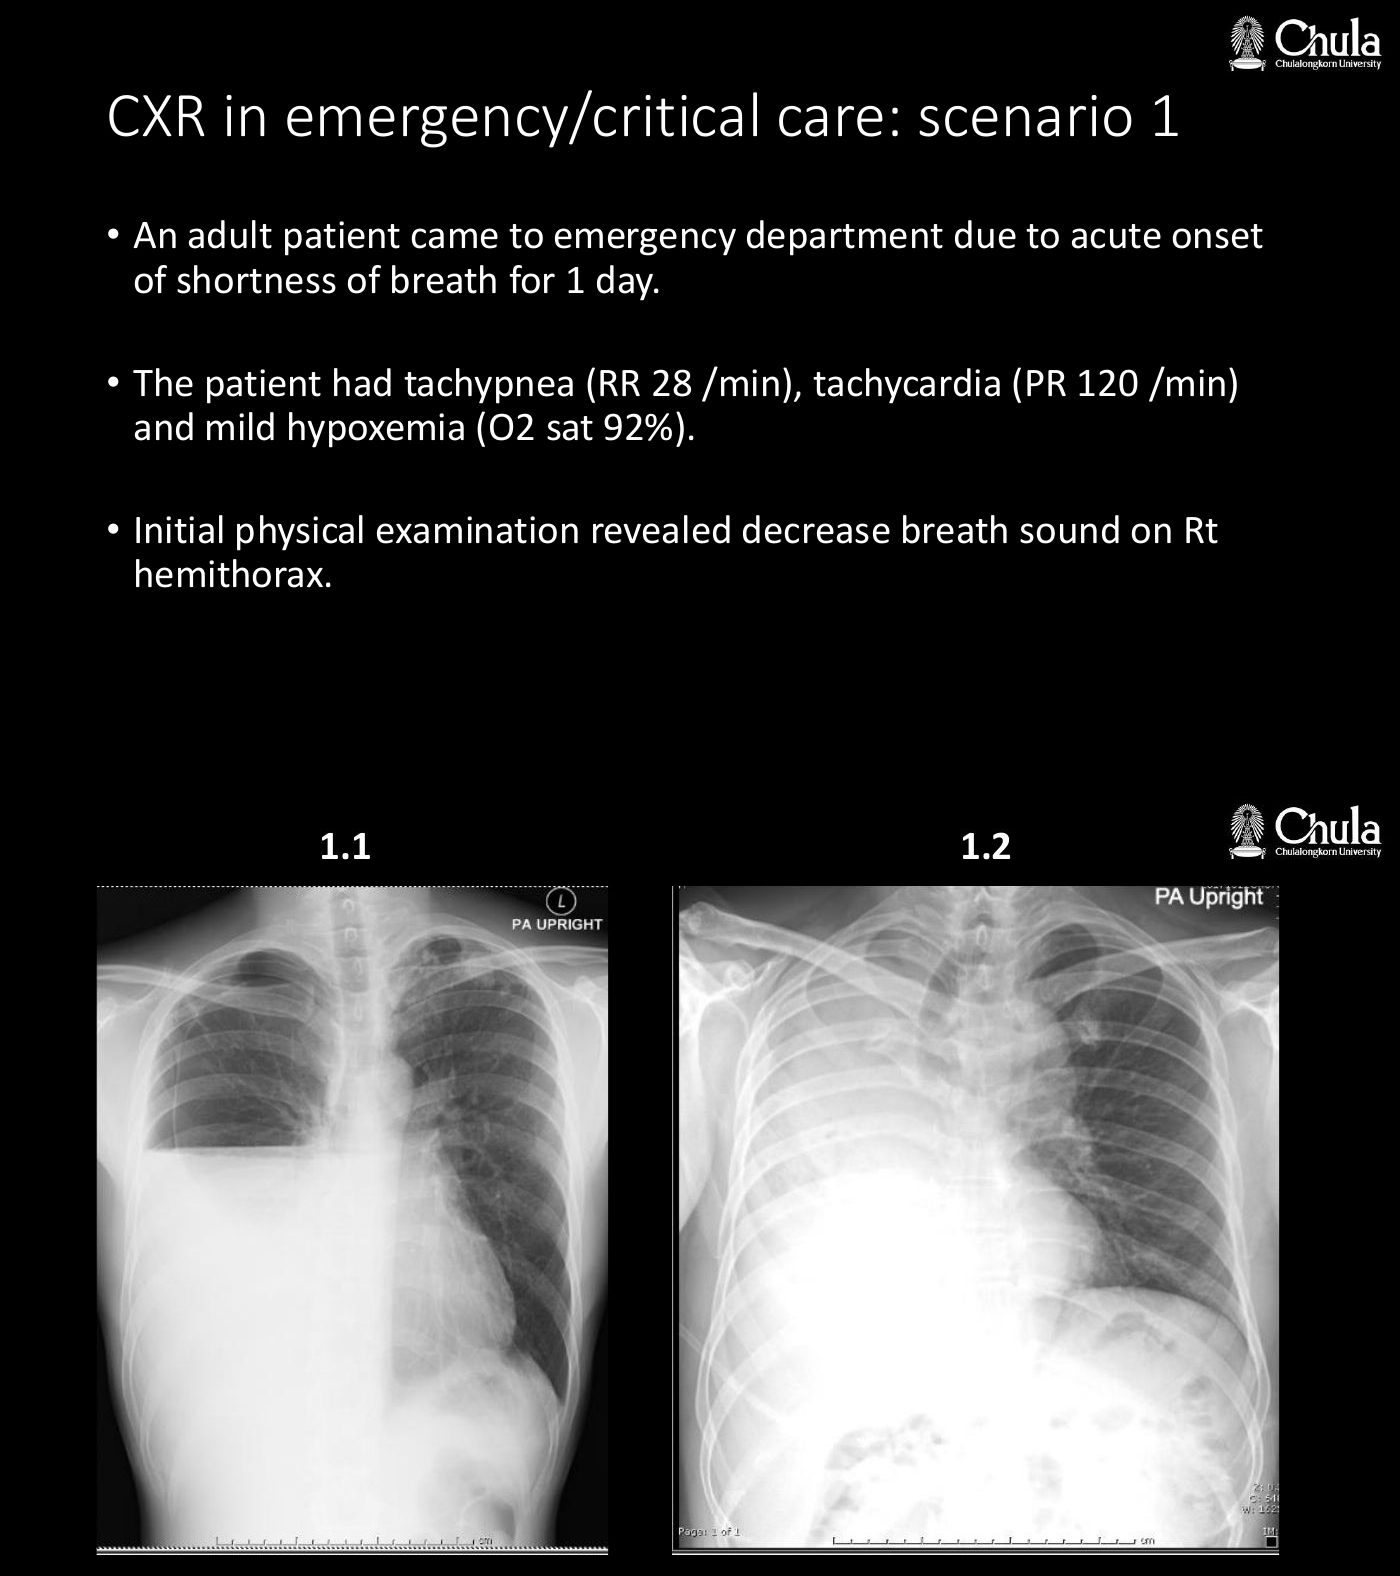 Chula
Chulalongkorn University
CXR in emergency/critical care: scenario 1
• An adult patient came to emergency department due to acute onset
of shortness of breath for 1 day.
• The patient had tachypnea (RR 28 /min), tachycardia (PR 120 /min)
and mild hypoxemia (O2 sat 92%).
• Initial physical examination revealed decrease breath sound on Rt
hemithorax.
Chula
Chulalongkorn University
1.1
1.2
L
PA UPRIGHT
PA Upright
cm
Page: 1 of 1
cm
IM: